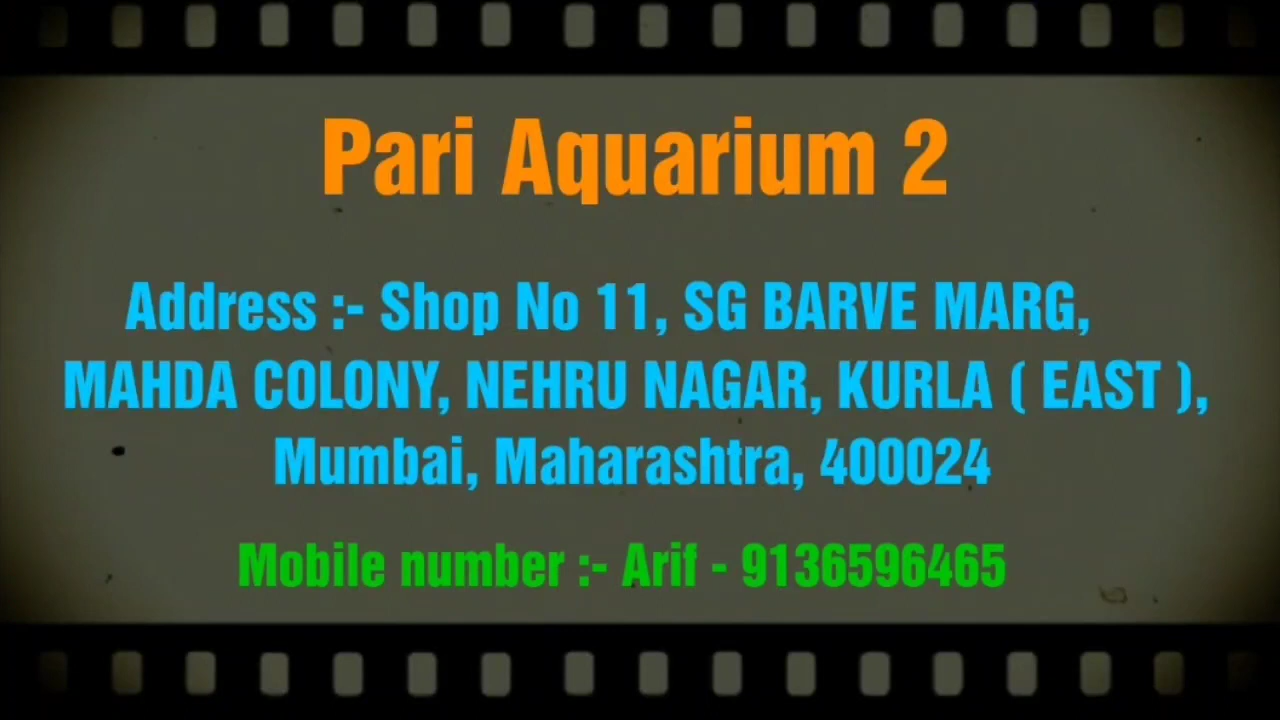 Pari Aquarium 2
Address :- Shop No 11, SG BARVE MARG,
MAHDA COLONY, NEHRU NAGAR, KURLA ( EAST ),
Mumbai, Maharashtra, 400024
Mobile number :- Arif - 9136596465